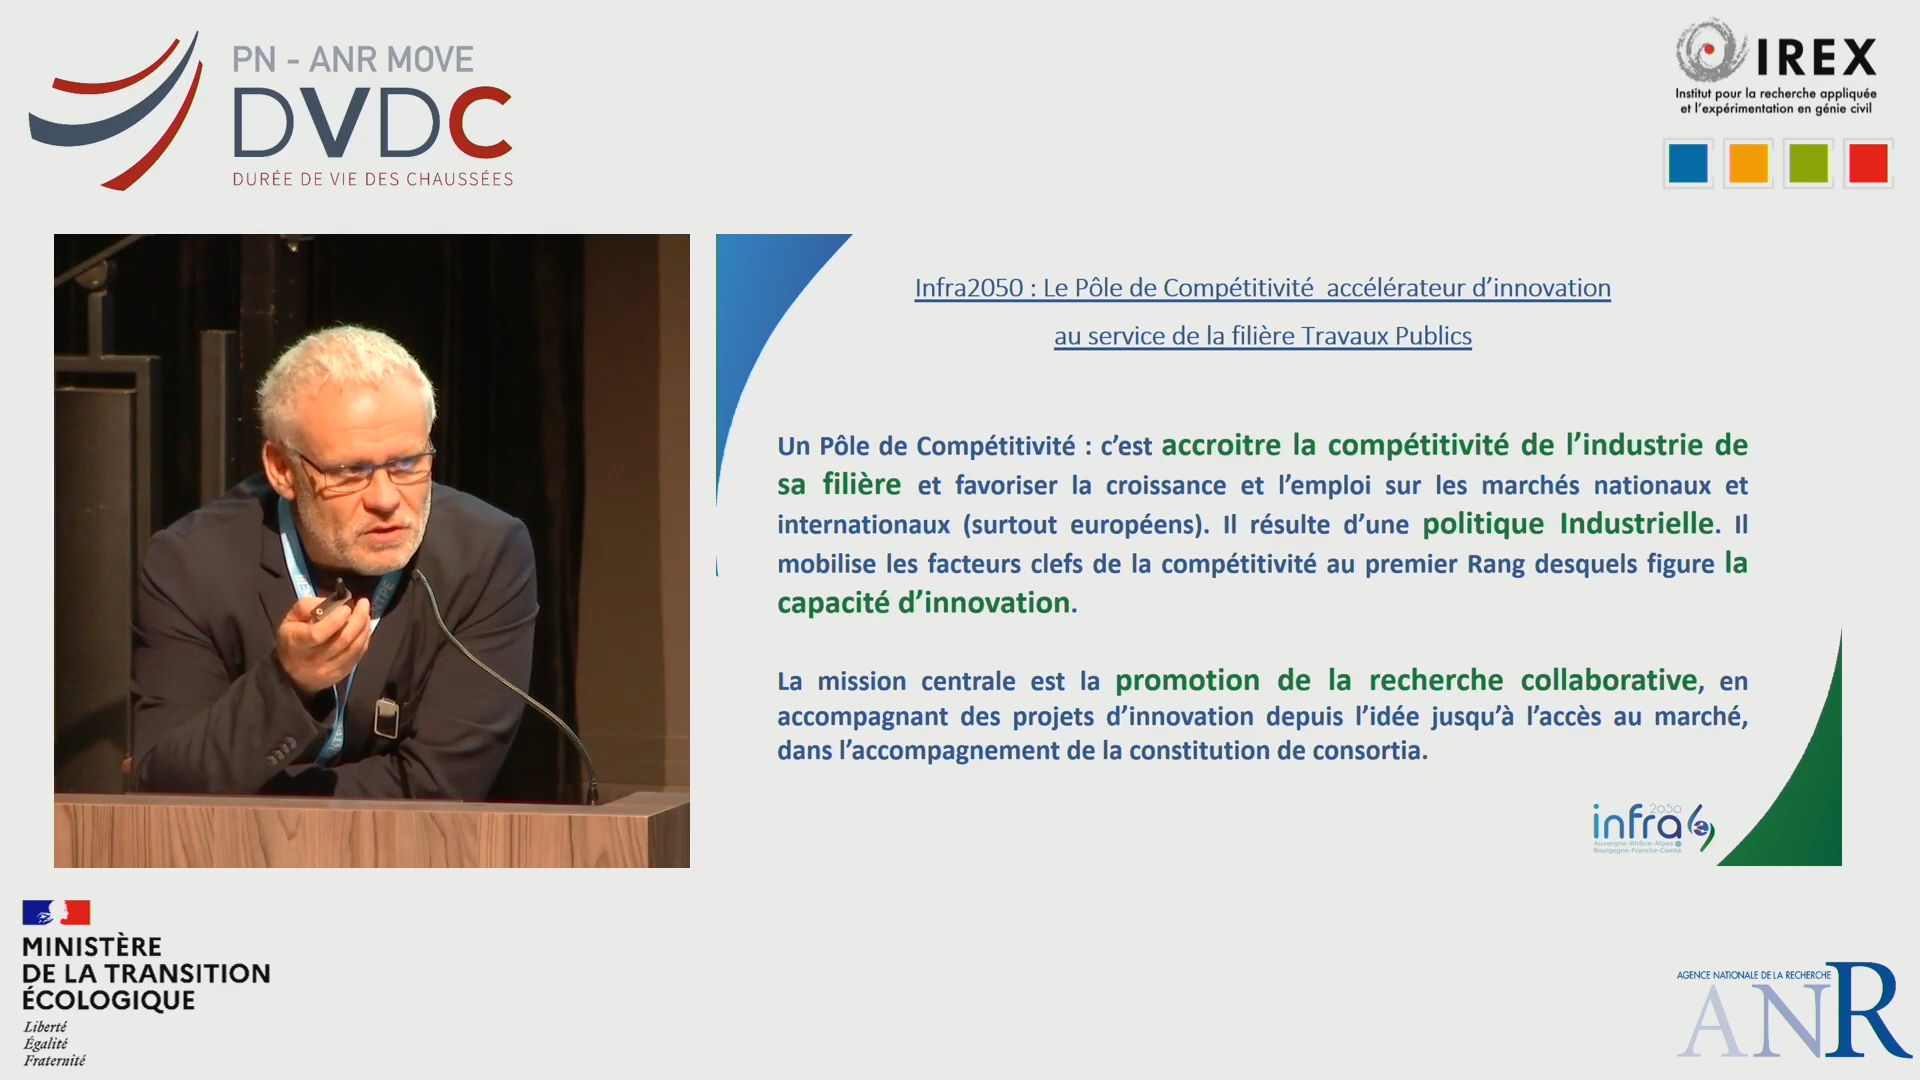 PN - ANR MOVE
DVDC
DURÉE DE VIE DES CHAUSSÉES
IREX
Institut pour la recherche appliquée
et l'expérimentation en génie civil
Infra2050 : Le Pôle de Compétitivité accélérateur d'innovation
au service de la filière Travaux Publics
Un Pôle de Compétitivité : c'est accroitre la compétitivité de l'industrie de
sa filière et favoriser la croissance et l'emploi sur les marchés nationaux et
internationaux (surtout européens). Il résulte d'une politique Industrielle. Il
mobilise les facteurs clefs de la compétitivité au premier Rang desquels figure la
capacité d'innovation.
La mission centrale est la promotion de la recherche collaborative, en
accompagnant des projets d'innovation depuis l'idée jusqu'à l'accès au marché,
dans l'accompagnement de la constitution de consortia.
2050
infra
Auvergne-Rhône-Alpes
Bourgogne-Franche-Comté
MINISTÈRE
DE LA TRANSITION
ÉCOLOGIQUE
Liberté
Égalité
Fraternité
AGENCE NATIONALE DE LA RECHERCHE
ANR